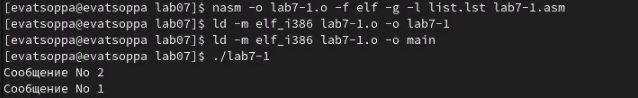 [evatsoppa@evatsoppa lab07]$ nasm -o lab7-1.o -f elf -g -l list.lst lab7-1.asm
[evatsoppa@evatsoppa lab07]$ ld -m elf_i386 lab7-1.o -o lab7-1
[evatsoppa@evatsoppa lab07]$ ld -m elf_i386 lab7-1.o -o main
[evatsoppa@evatsoppa lab07]$ ./lab7-1
Сообщение No 2
Сообщение No 1